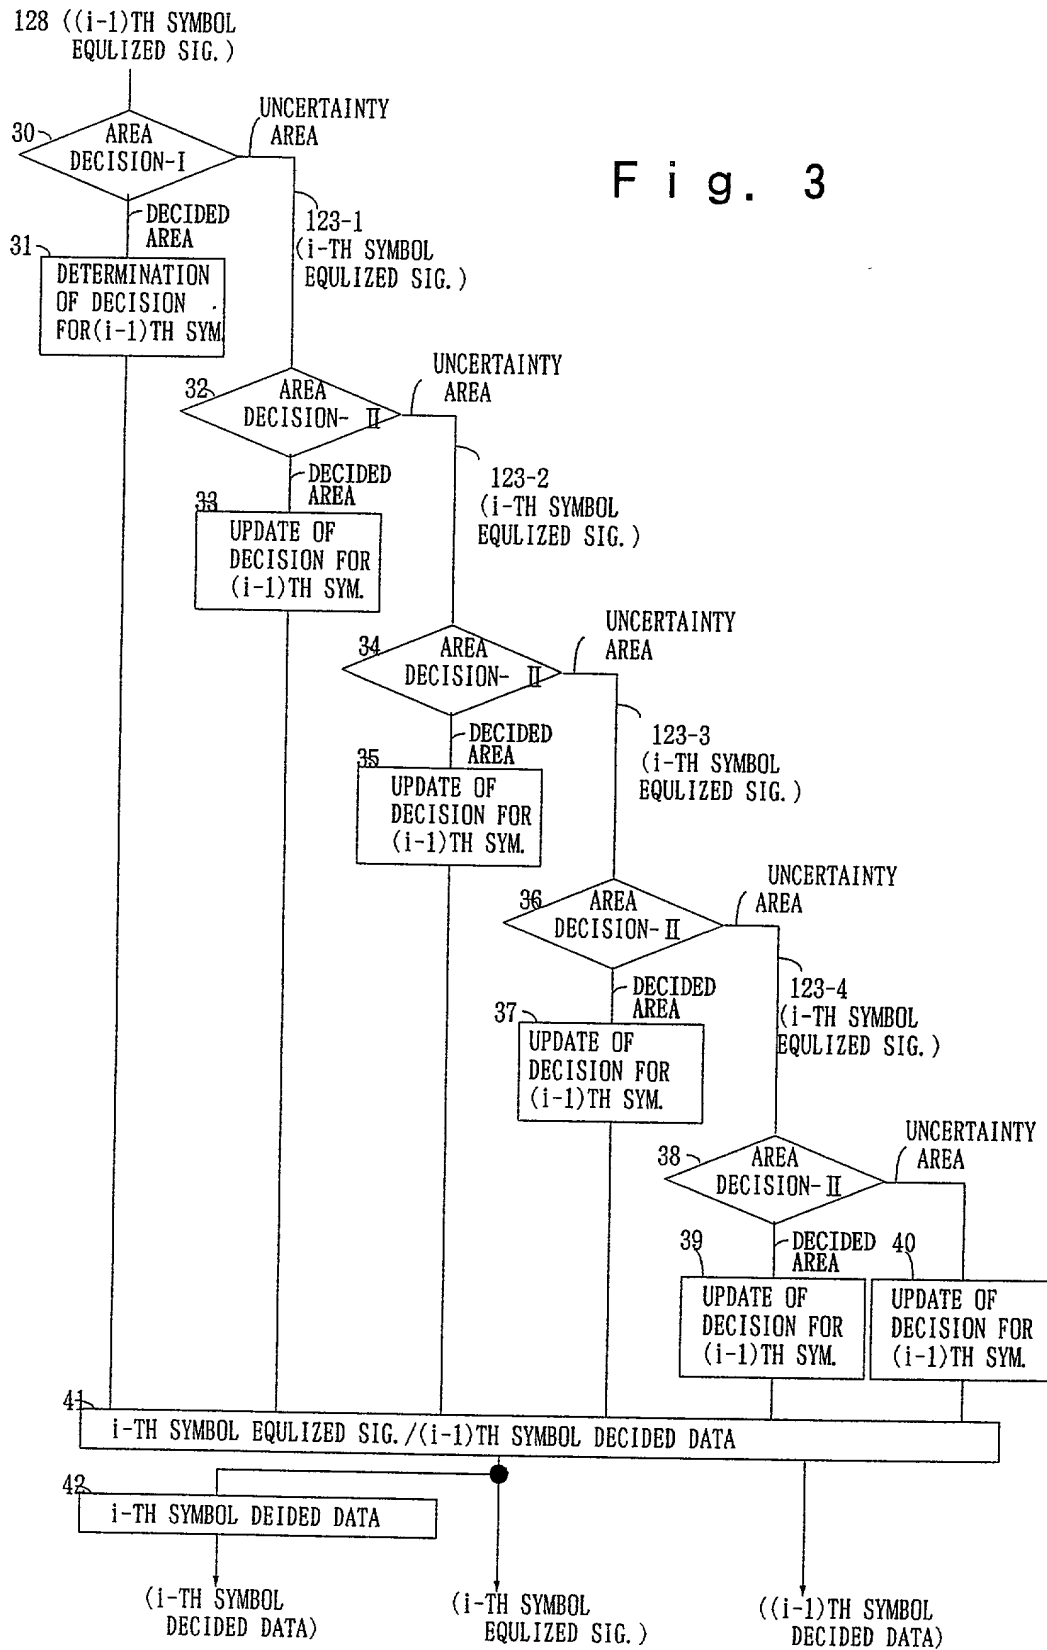 128 ((i-1)TH SYMBOL
EQULIZED SIG.)
30
AREA
DECISION-I
UNCERTAINTY
AREA
Fig. 3
DECIDED
AREA
31
DETERMINATION
OF DECISION
FOR(i-1)TH SYM.
123-1
(i-TH SYMBOL
EQULIZED SIG.)
32
AREA
DECISION-II
UNCERTAINTY
AREA
DECIDED
AREA
33
UPDATE OF
DECISION FOR
(i-1)TH SYM.
123-2
(i-TH SYMBOL
EQULIZED SIG.)
34
AREA
DECISION-II
UNCERTAINTY
AREA
DECIDED
AREA
35
UPDATE OF
DECISION FOR
(i-1)TH SYM.
123-3
(i-TH SYMBOL
EQULIZED SIG.)
36
AREA
DECISION-II
UNCERTAINTY
AREA
DECIDED
AREA
37
UPDATE OF
DECISION FOR
(i-1)TH SYM.
123-4
(i-TH SYMBOL
EQULIZED SIG.)
38
AREA
DECISION-II
UNCERTAINTY
AREA
DECIDED
AREA
39
UPDATE OF
DECISION FOR
(i-1)TH SYM.
40
UPDATE OF
DECISION FOR
(i-1)TH SYM.
41
i-TH SYMBOL EQULIZED SIG./(i-1)TH SYMBOL DECIDED DATA
42
i-TH SYMBOL DEIDED DATA
(i-TH SYMBOL
DECIDED DATA)
(i-TH SYMBOL
EQULIZED SIG.)
((i-1)TH SYMBOL
DECIDED DATA)